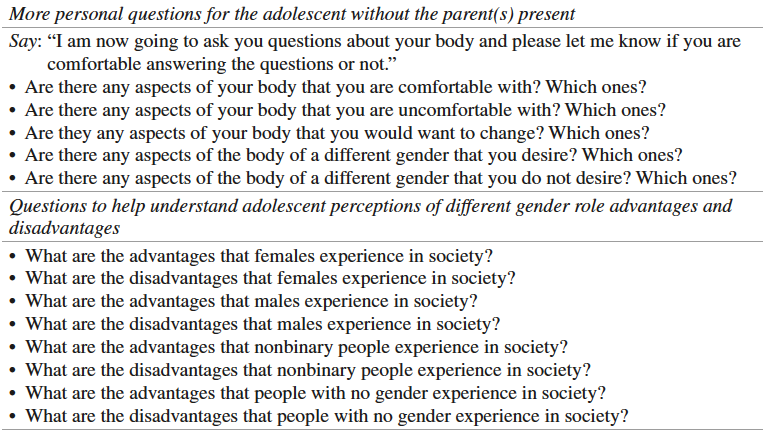 More personal questions for the adolescent without the parent(s) present
Say: “I am now going to ask you questions about your body and please let me know if you are
comfortable answering the questions or not.”
• Are there any aspects of your body that you are comfortable with? Which ones?
• Are there any aspects of your body that you are uncomfortable with? Which ones?
• Are they any aspects of your body that you would want to change? Which ones?
• Are there any aspects of the body of a different gender that you desire? Which ones?
• Are there any aspects of the body of a different gender that you do not desire? Which ones?
Questions to help understand adolescent perceptions of different gender role advantages and
disadvantages
• What are the advantages that females experience in society?
• What are the disadvantages that females experience in society?
• What are the advantages that males experience in society?
• What are the disadvantages that males experience in society?
• What are the advantages that nonbinary people experience in society?
• What are the disadvantages that nonbinary people experience in society?
• What are the advantages that people with no gender experience in society?
• What are the disadvantages that people with no gender experience in society?